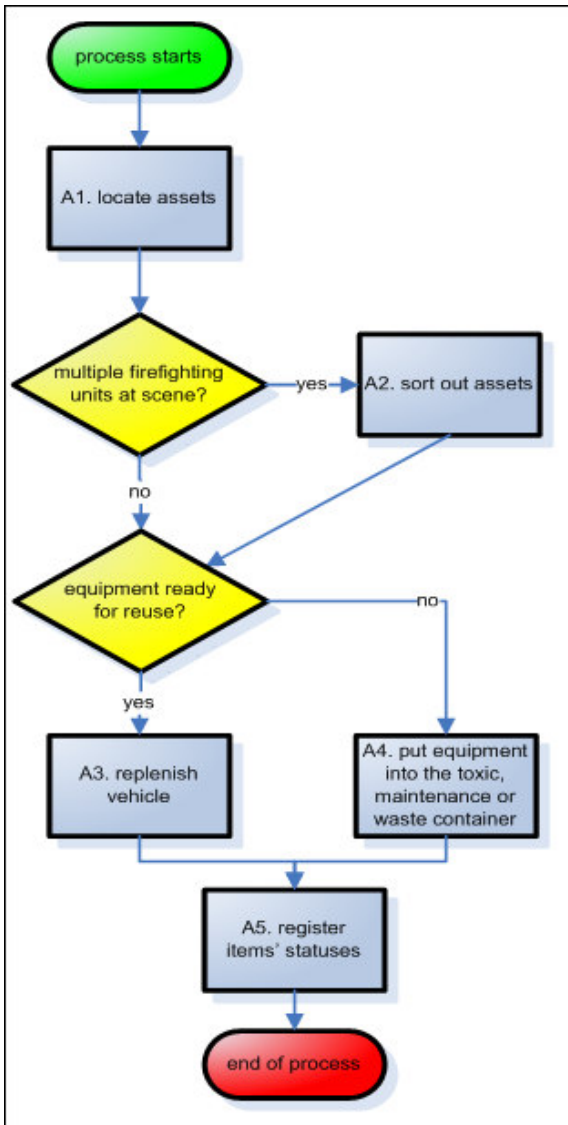 process starts
A1. locate assets
multiple firefighting
units at scene?
yes
A2. sort out assets
no
equipment ready
for reuse?
no
yes
A3. replenish
vehicle
A4. put equipment
into the toxic,
maintenance or
waste container
A5. register
items' statuses
end of process